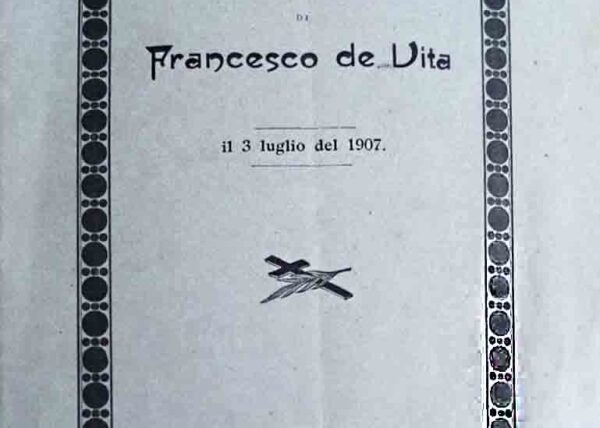 DI
Francesco de Vita
il 3 luglio del 1907.